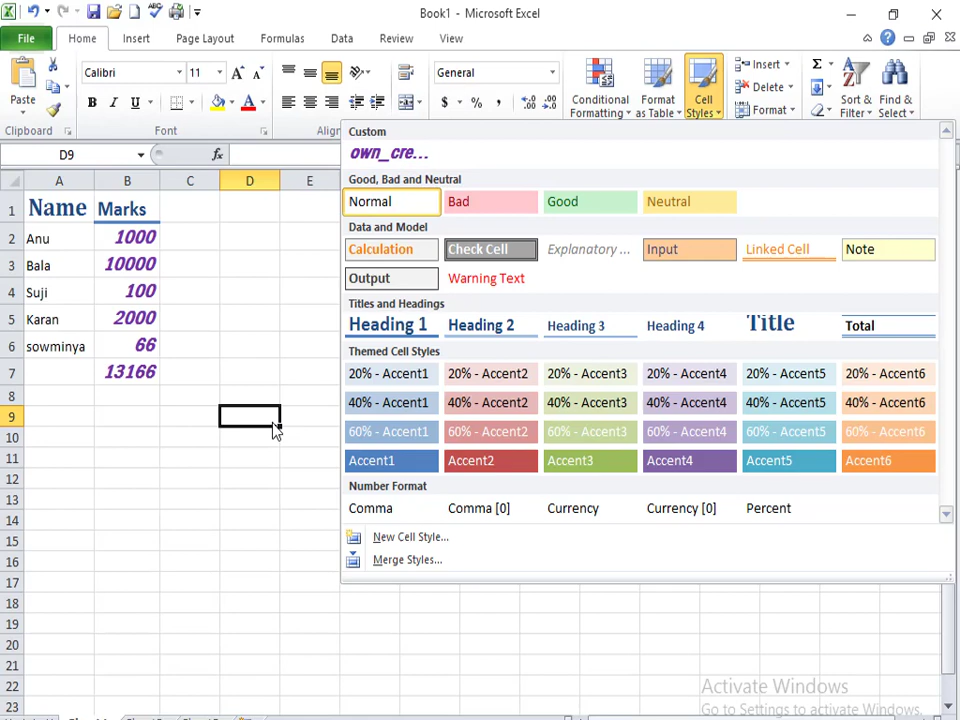 Book1 - Microsoft Excel
File Home Insert Page Layout Formulas Data Review View
Calibri 11 General Insert Σ
Delete
Paste B I U A $ % , Conditional Formatting Format as Table Cell Styles Format Sort & Filter Find & Select
Clipboard Font Align
D9 fx
Custom
own_cre...
Good, Bad and Neutral
Normal Bad Good Neutral
Data and Model
Calculation Check Cell Explanatory ... Input Linked Cell Note
Output Warning Text
Titles and Headings
Heading 1 Heading 2 Heading 3 Heading 4 Title Total
Themed Cell Styles
20% - Accent1 20% - Accent2 20% - Accent3 20% - Accent4 20% - Accent5 20% - Accent6
40% - Accent1 40% - Accent2 40% - Accent3 40% - Accent4 40% - Accent5 40% - Accent6
60% - Accent1 60% - Accent2 60% - Accent3 60% - Accent4 60% - Accent5 60% - Accent6
Accent1 Accent2 Accent3 Accent4 Accent5 Accent6
Number Format
Comma Comma [0] Currency Currency [0] Percent
New Cell Style...
Merge Styles...
A B C D E
1 Name Marks
2 Anu 1000
3 Bala 10000
4 Suji 100
5 Karan 2000
6 sowminya 66
7 13166
8
9
10
11
12
13
14
15
16
17
18
19
20
21
22
23
Activate Windows
Go to Settings to activate Windows.